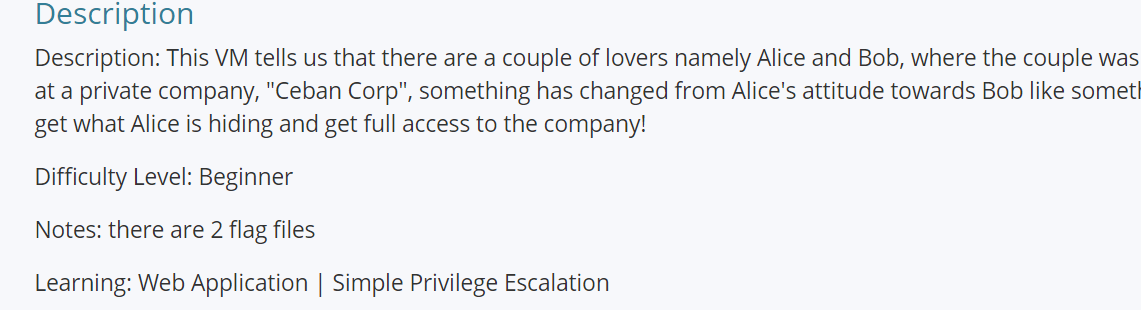 Description
Description: This VM tells us that there are a couple of lovers namely Alice and Bob, where the couple was
at a private company, "Ceban Corp", something has changed from Alice's attitude towards Bob like
get what Alice is hiding and get full access to the company!
Difficulty Level: Beginner
Notes: there are 2 flag files
Learning: Web Application | Simple Privilege Escalation